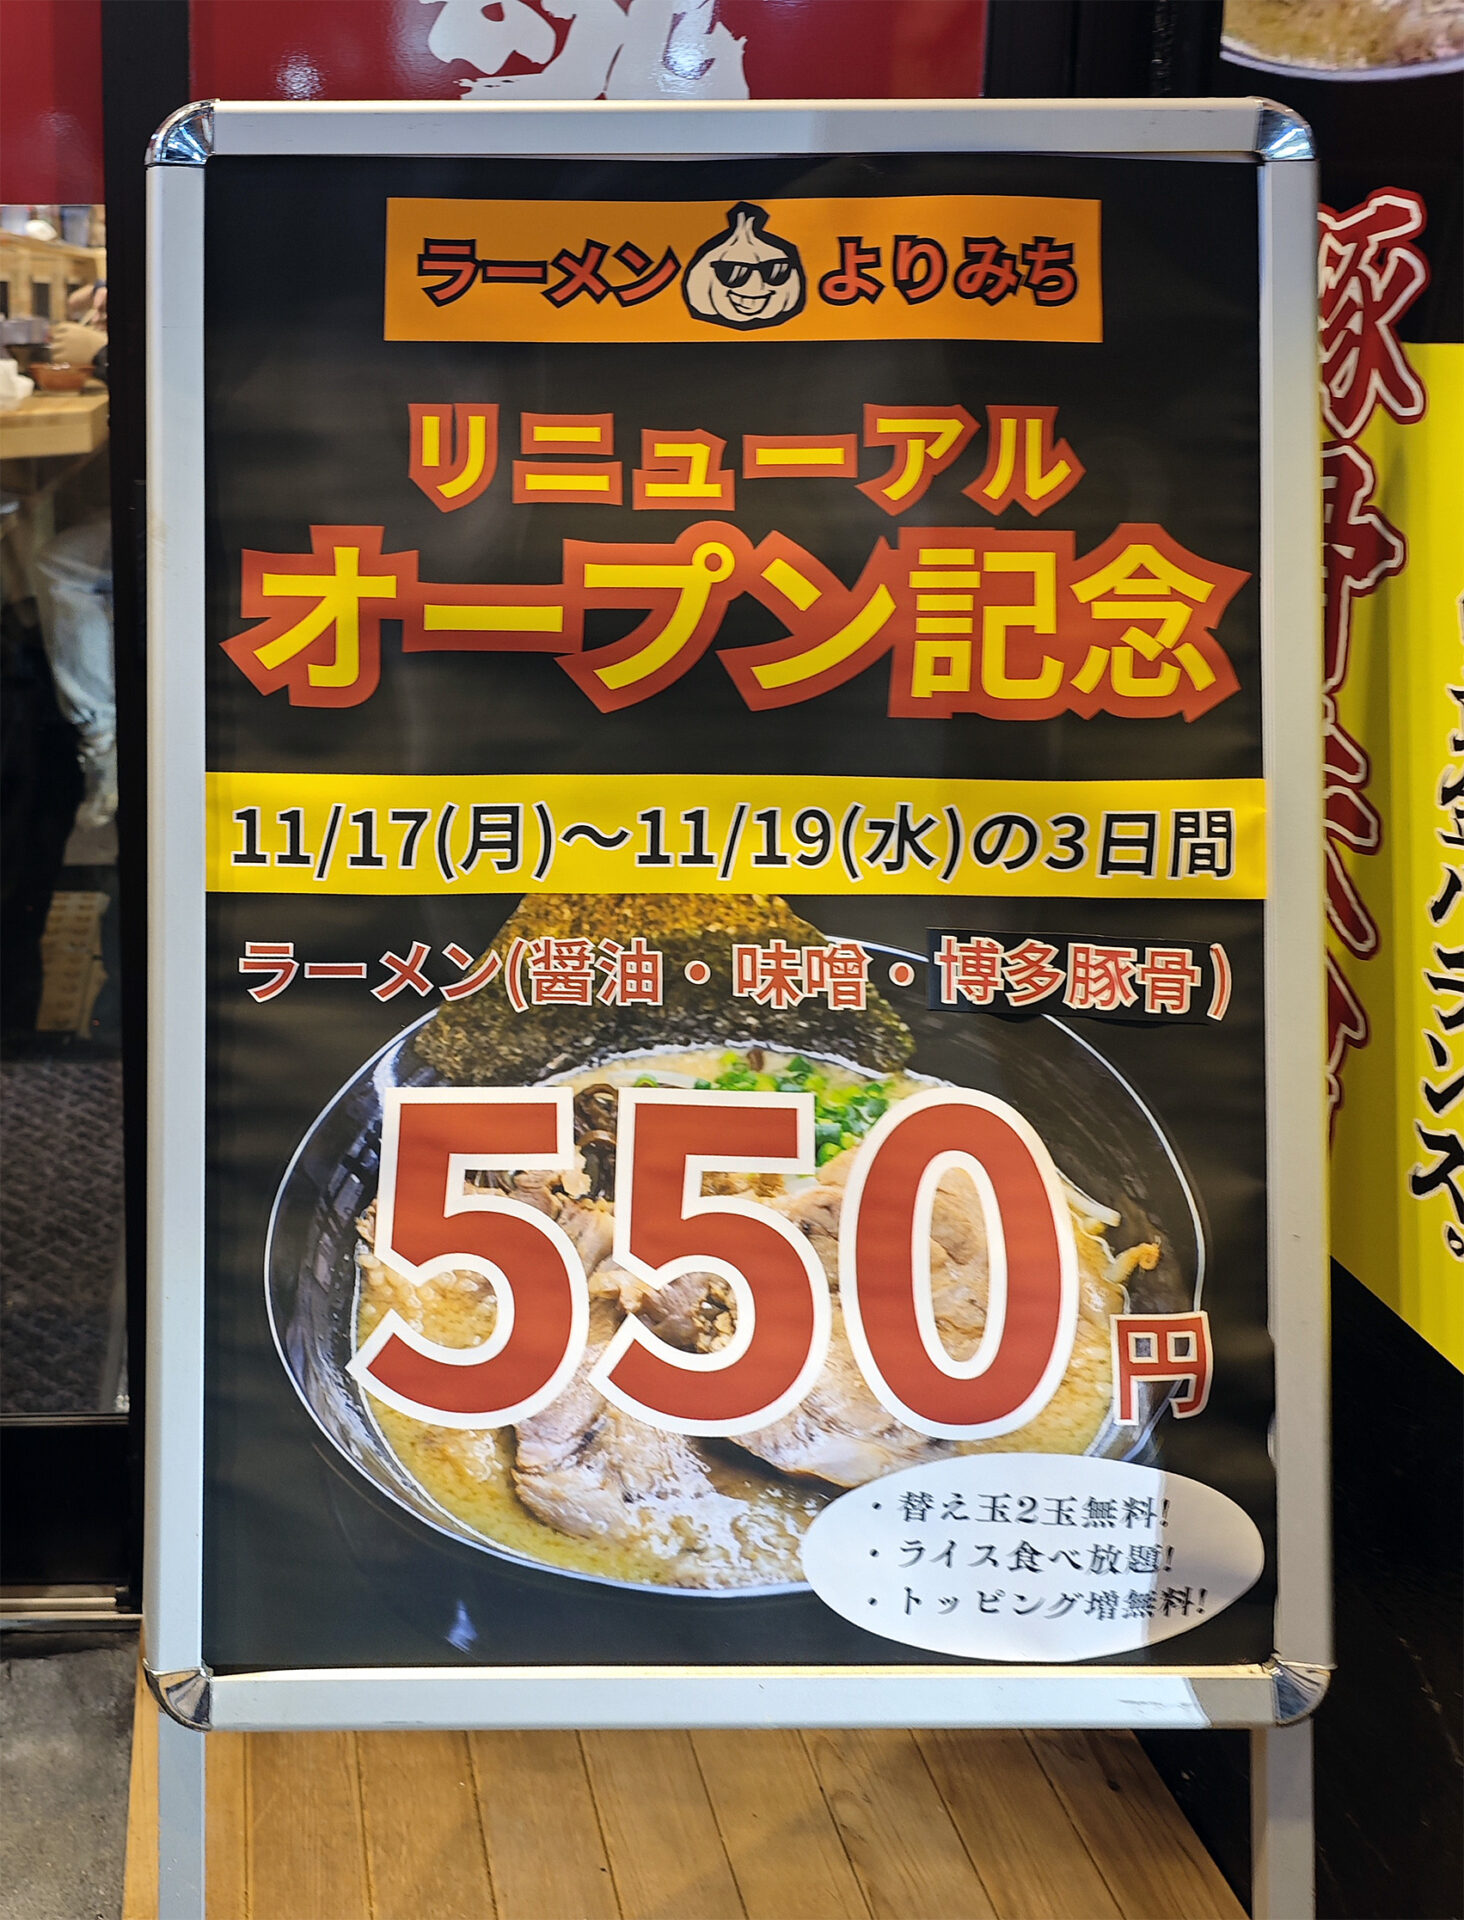 ラーメン よりみち
リニューアル
オープン記念
11/17(月)～11/19(水)の3日間
ラーメン(醤油・味噌・博多豚骨)
550円
・替え玉2玉無料!
・ライス食べ放題!
・トッピング増無料!
豚